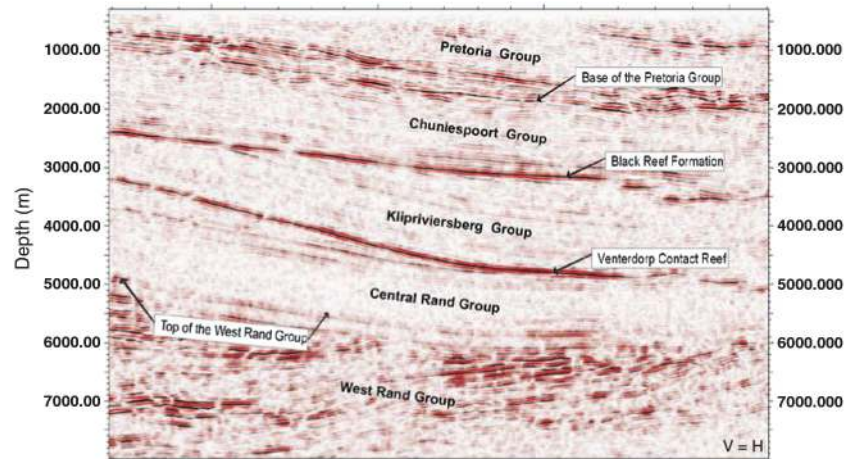 Pretoria Group
1000.00
1000.000
Base of the Pretoria Group
2000.00
2000.000
Chuniespoort Group
3000.00
Black Reef Formation
3000.000
Depth (m)
Klipriviersberg Group
4000.00
4000.000
Venterdorp Contact Reef
5000.00
5000.000
Central Rand Group
Top of the West Rand Group
6000.00
6000.000
West Rand Group
7000.00
7000.000
V = H